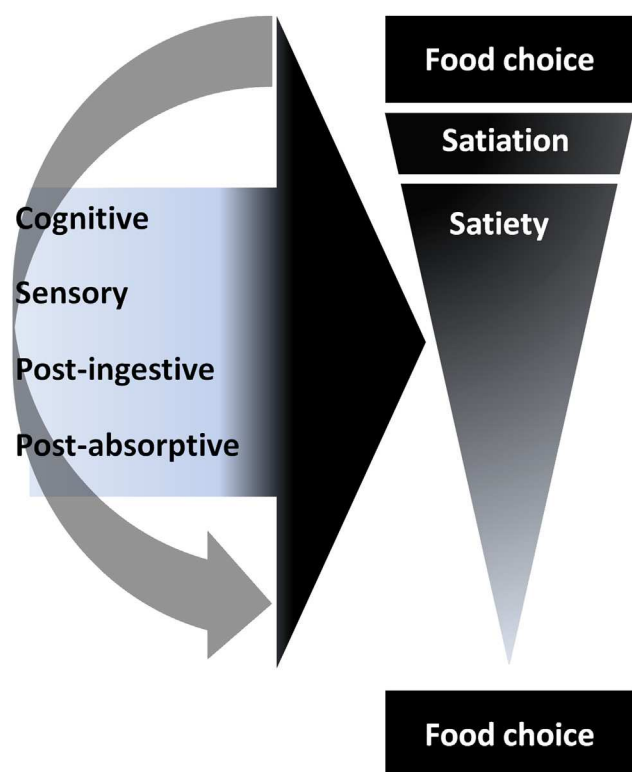 Food choice
Satiation
Satiety
Cognitive
Sensory
Post-ingestive
Post-absorptive
Food choice